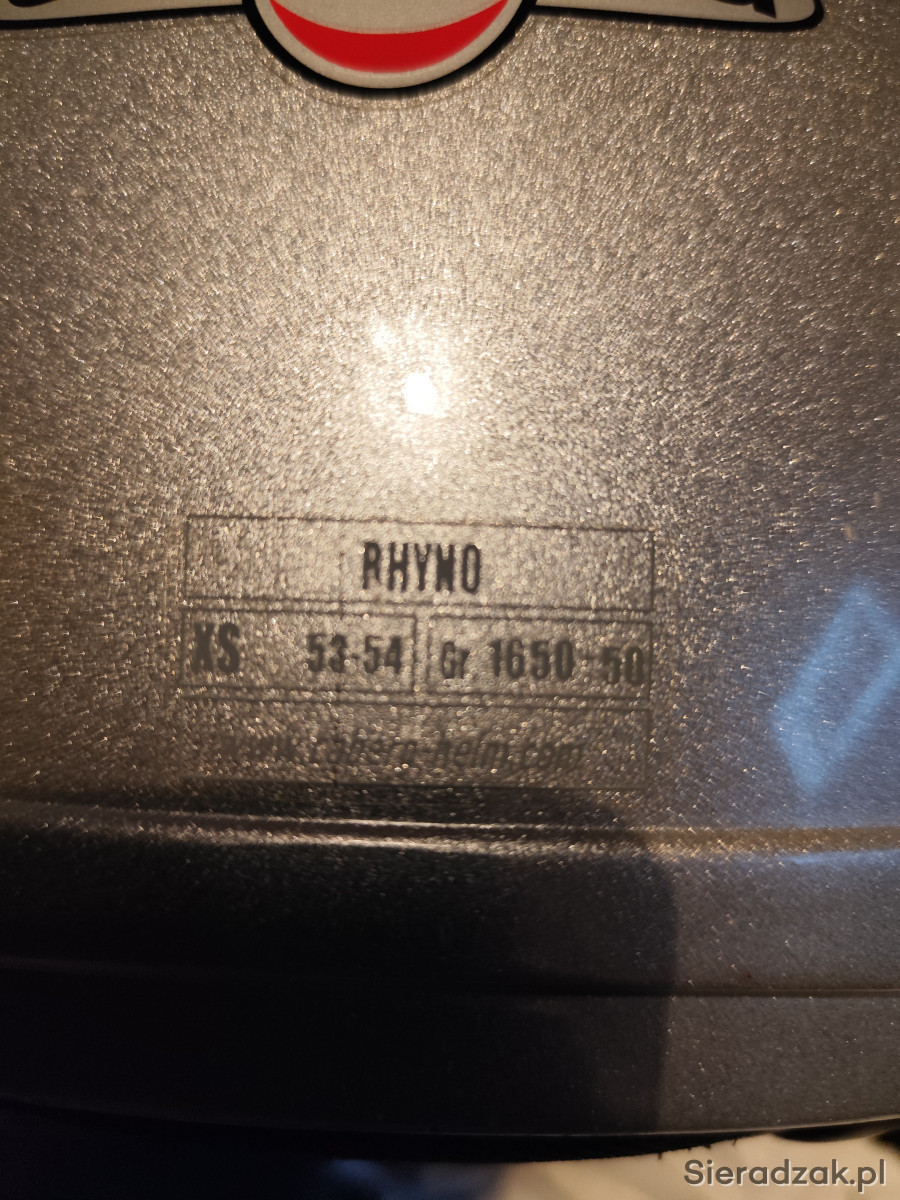 RHYNO
XS 53-54 Gr 1650±50
Sieradzak.pl